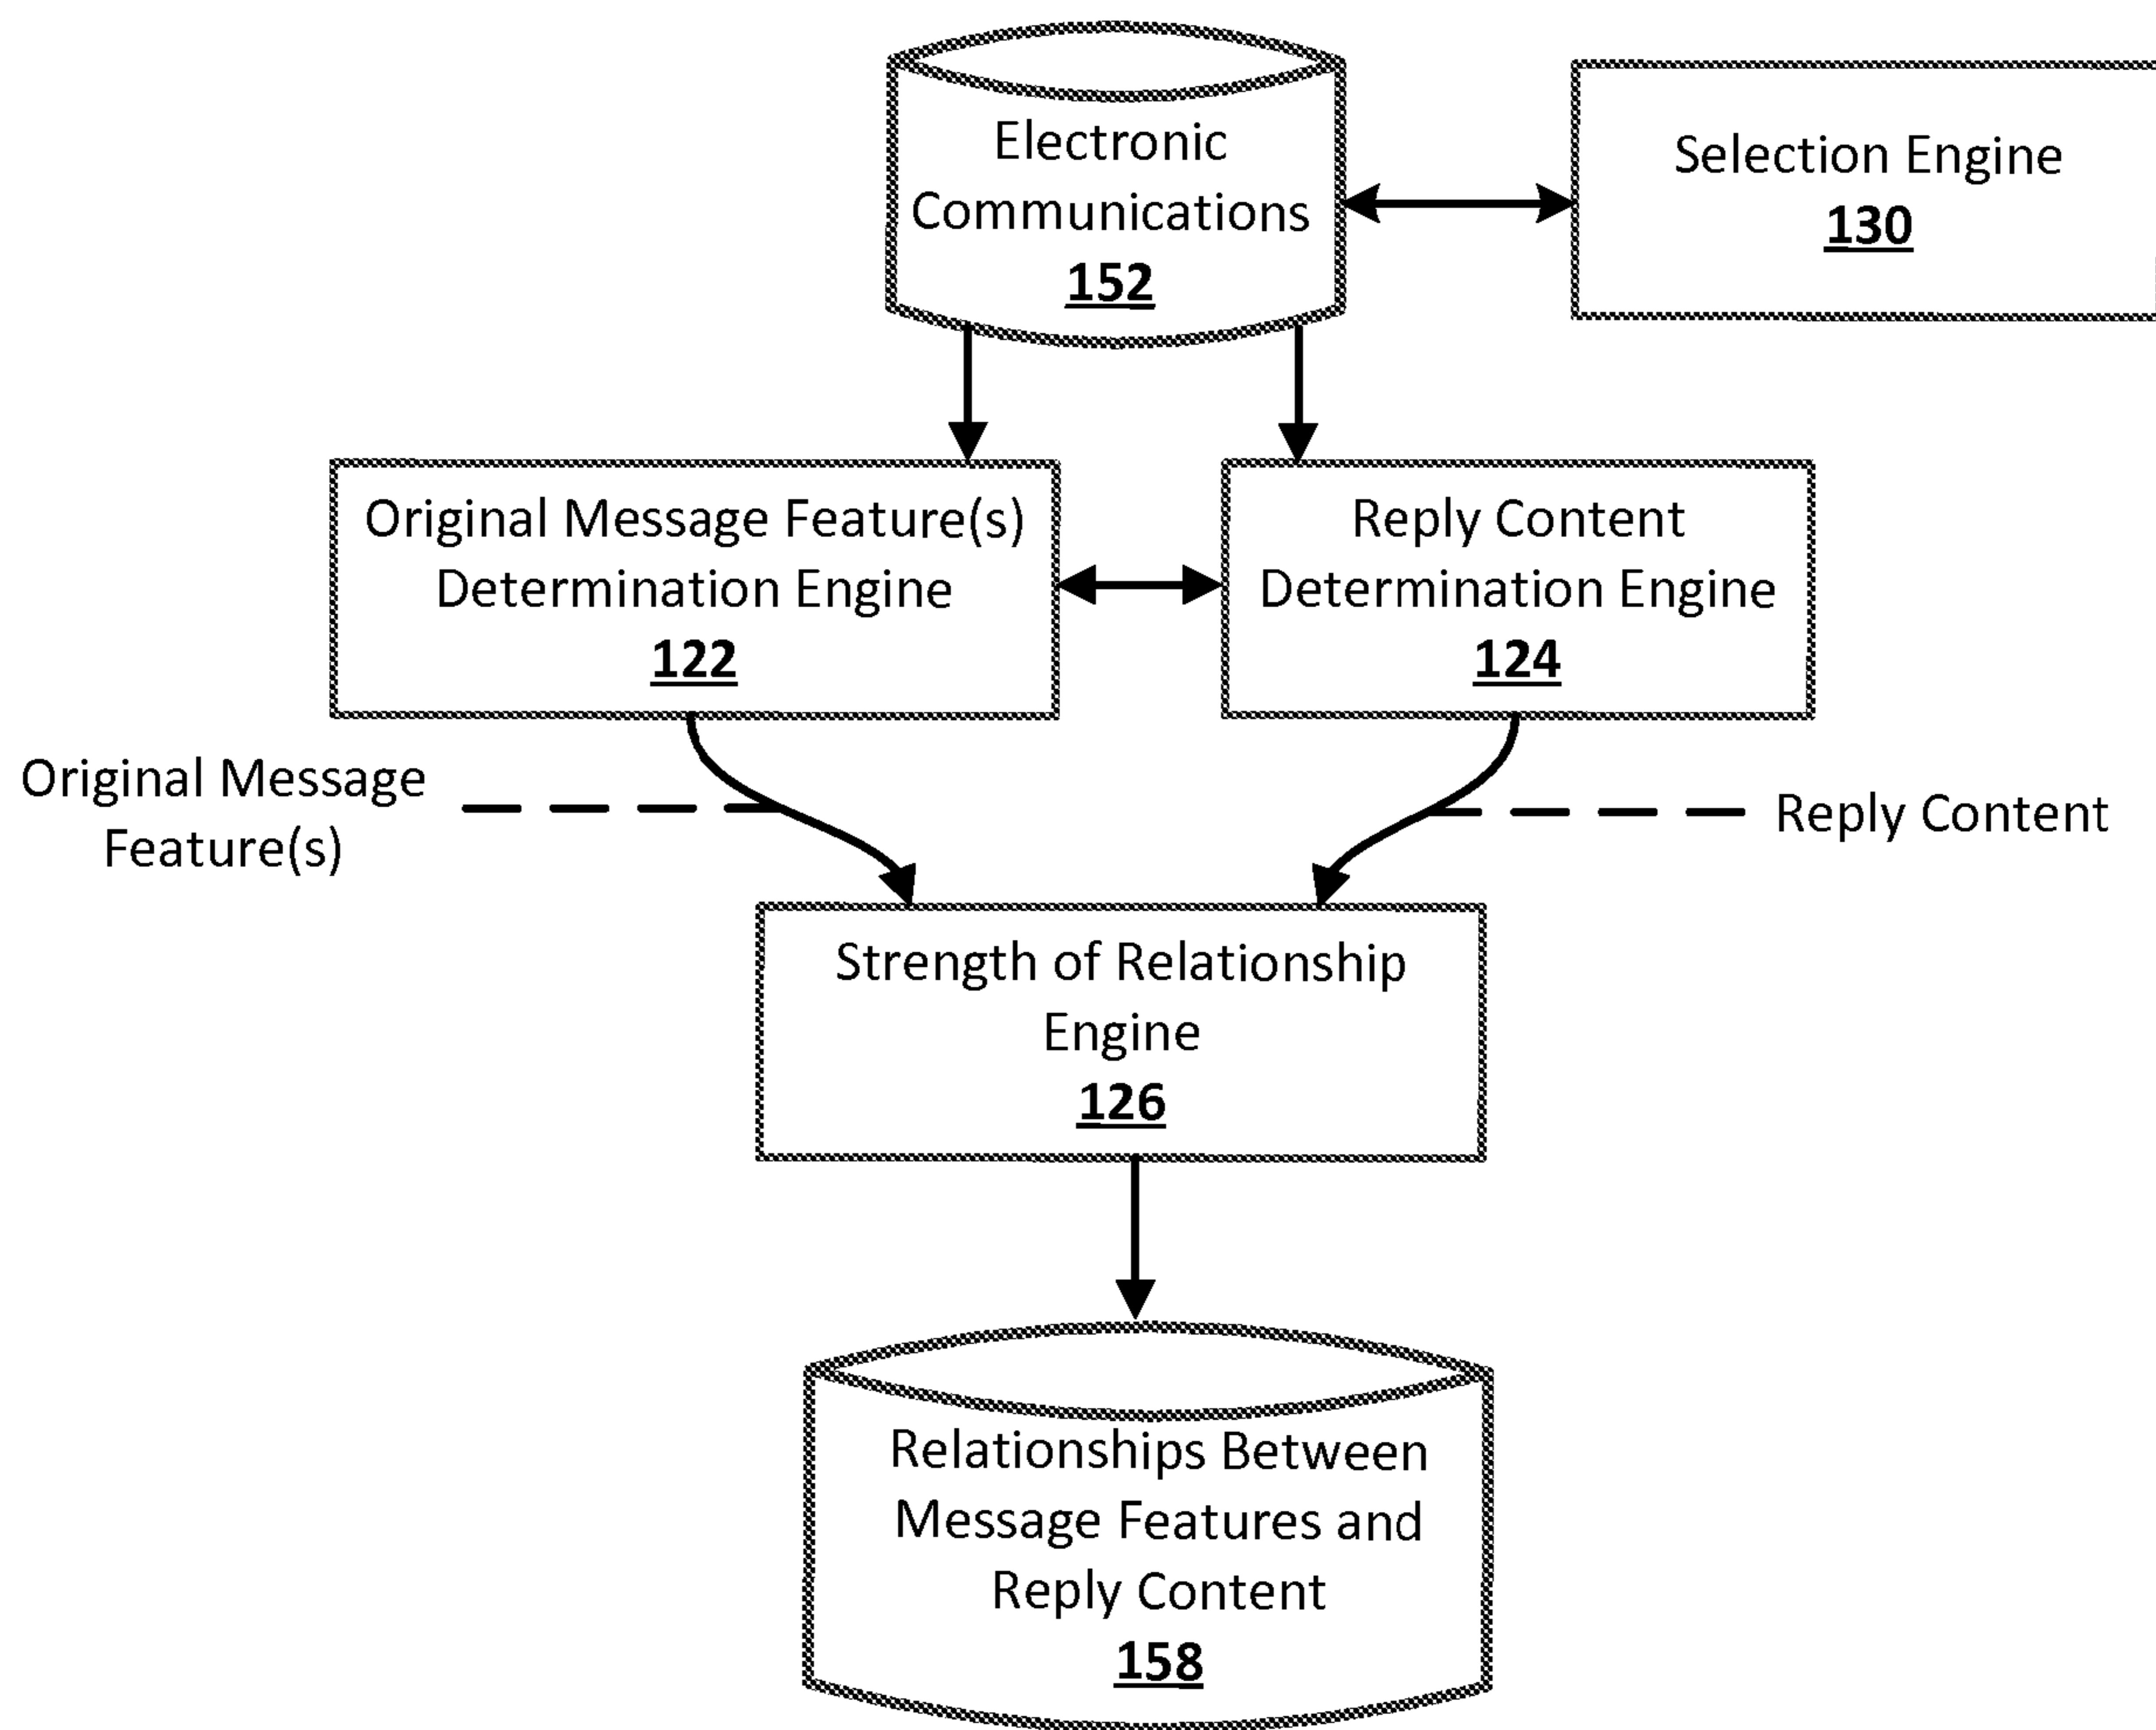 Electronic
Communications
152
Selection Engine
130
Original Message Feature(s)
Determination Engine
122
Reply Content
Determination Engine
124
Original Message
Feature(s)
Reply Content
Strength of Relationship
Engine
126
Relationships Between
Message Features and
Reply Content
158